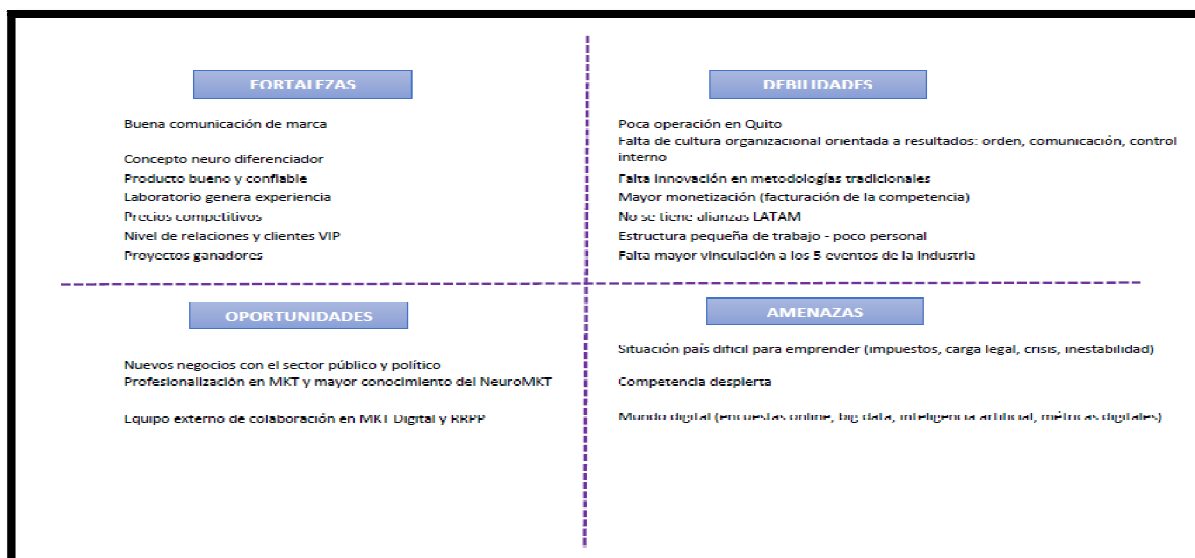 FORTALEZAS
Buena comunicación de marca
Concepto neuro diferenciador
Producto bueno y confiable
Laboratorio genera experiencia
Precios competitivos
Nivel de relaciones y clientes VIP
Proyectos ganadores
DEBILIDADES
Poca operación en Quito
Falta de cultura organizacional orientada a resultados: orden, comunicación, control
interno
Falta innovación en metodologías tradicionales
Mayor monetización (facturación de la competencia)
No se tiene alianzas LATAM
Estructura pequeña de trabajo - poco personal
Falta mayor vinculación a los 5 eventos de la industria
OPORTUNIDADES
Nuevos negocios con el sector público y político
Profesionalización en MKT y mayor conocimiento del NeuroMKT
Equipo externo de colaboración en MKT Digital y RRPP
AMENAZAS
Situación país difícil para emprender (impuestos, carga legal, crisis, inestabilidad)
Competencia despierta
Mundo digital (encuestas online, big data, inteligencia artificial, métricas digitales)